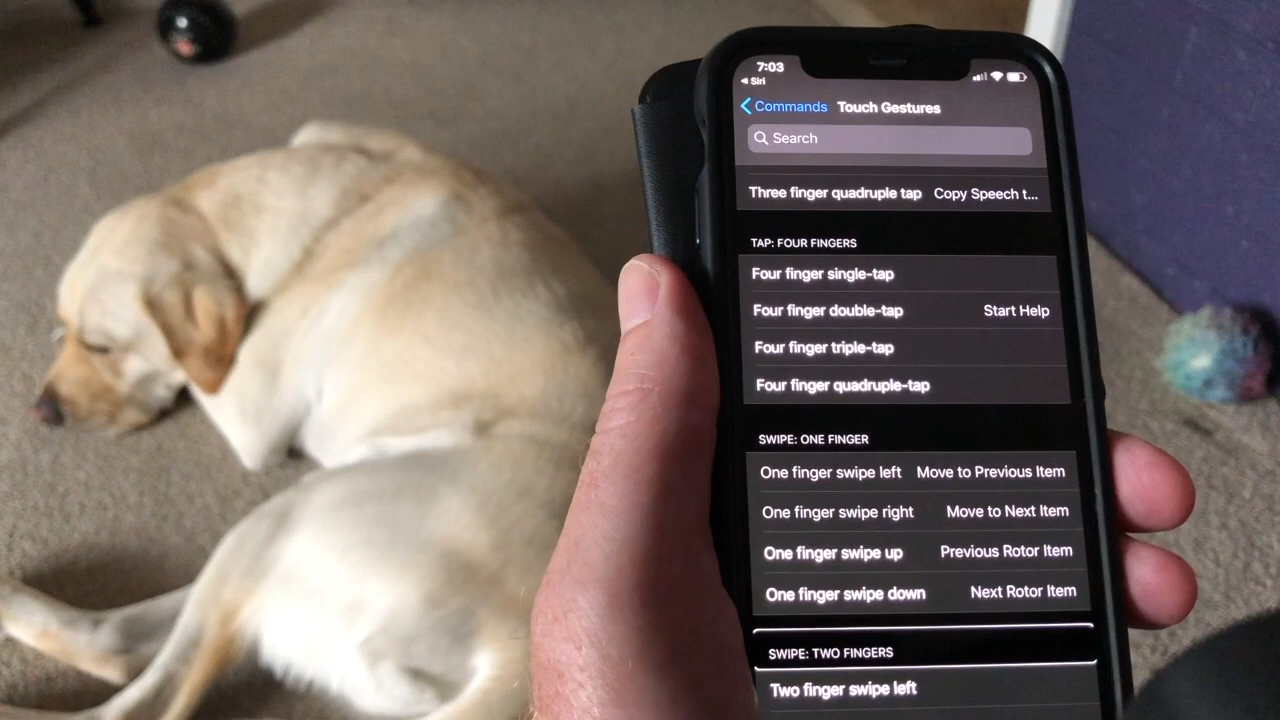 7:03
Siri
Commands Touch Gestures
Search
Three finger quadruple tap Copy Speech t...
TAP: FOUR FINGERS
Four finger single-tap
Four finger double-tap Start Help
Four finger triple-tap
Four finger quadruple-tap
SWIPE: ONE FINGER
One finger swipe left Move to Previous Item
One finger swipe right Move to Next Item
One finger swipe up Previous Rotor Item
One finger swipe down Next Rotor Item
SWIPE: TWO FINGERS
Two finger swipe left